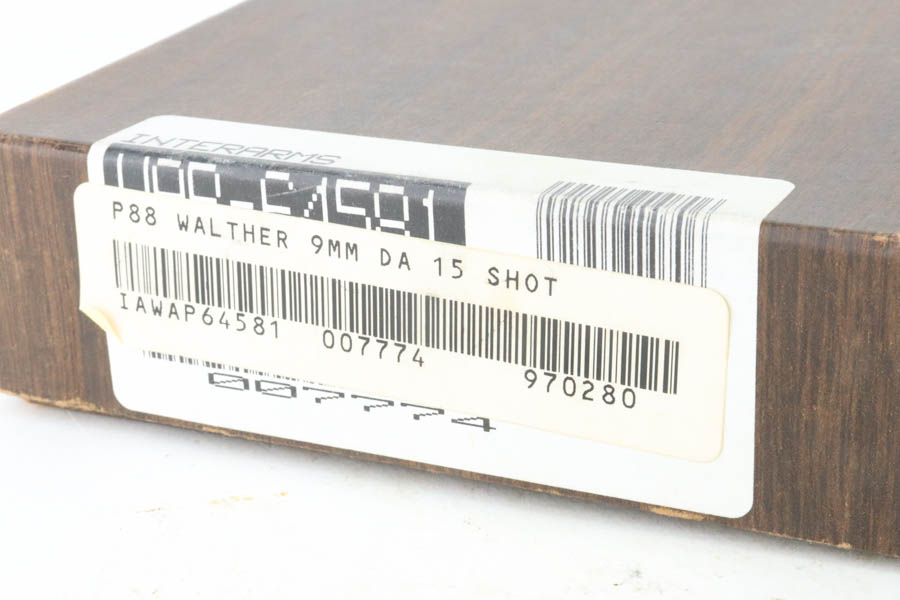 INTERARMS
P88 WALTHER 9MM DA 15 SHOT
IAWAP64581 007774 970280
007774